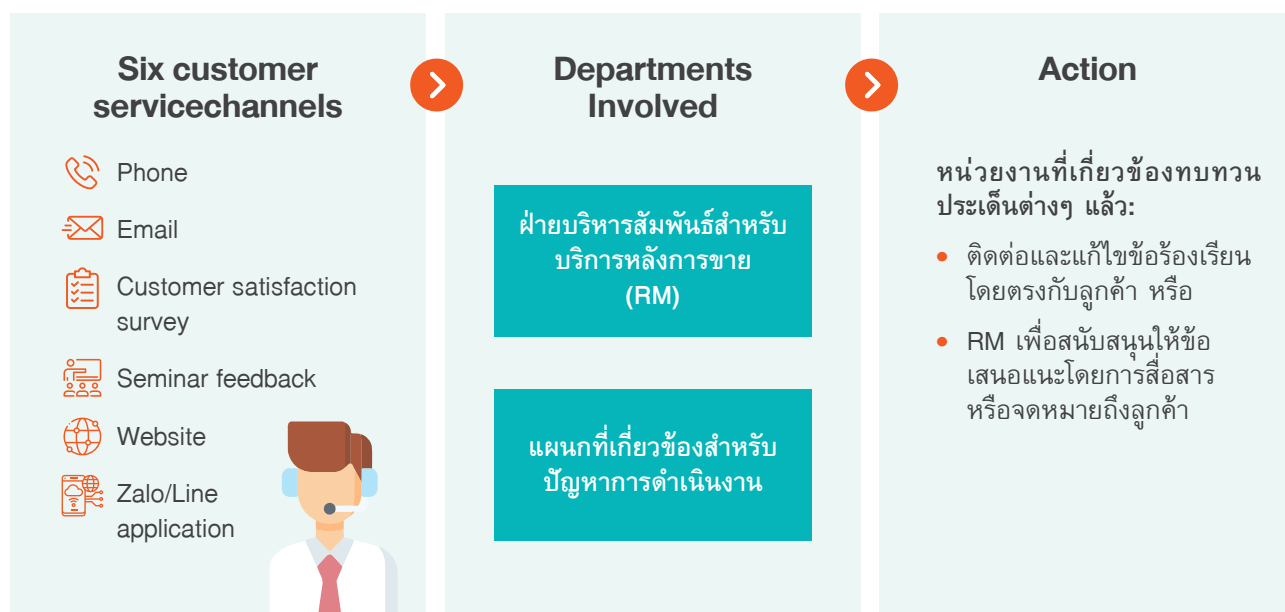 Six customer
servicechannels
Phone
Email
Customer satisfaction
survey
Seminar feedback
Website
Zalo/Line
application
Departments
Involved
ฝ่ายบริหารสัมพันธ์สำหรับ
บริการหลังการขาย
(RM)
แผนกที่เกี่ยวข้องสำหรับ
ปัญหาการดำเนินงาน
Action
หน่วยงานที่เกี่ยวข้องทบทวน
ประเด็นต่างๆ แล้ว:
• ติดต่อและแก้ไขข้อร้องเรียน
โดยตรงกับลูกค้า หรือ
• RM เพื่อสนับสนุนให้ข้อ
เสนอแนะโดยการสื่อสาร
หรือจดหมายถึงลูกค้า